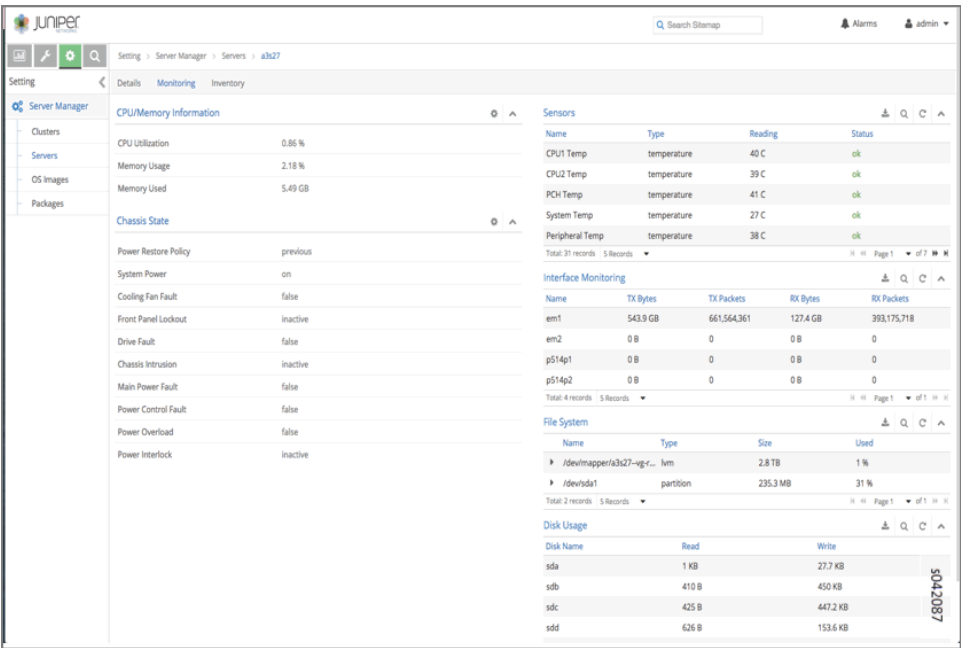 JUNIPER
NETWORKS
Search Sitemap
Alarms
admin
Setting > Server Manager > Servers > a3s27
Setting
Details Monitoring Inventory
Server Manager
Clusters
Servers
OS Images
Packages
CPU/Memory Information
CPU Utilization 0.86 %
Memory Usage 2.18 %
Memory Used 5.49 GB
Chassis State
Power Restore Policy previous
System Power on
Cooling Fan Fault false
Front Panel Lockout inactive
Drive Fault false
Chassis Intrusion inactive
Main Power Fault false
Power Control Fault false
Power Overload false
Power Interlock inactive
Sensors
Name Type Reading Status
CPU1 Temp temperature 40 C ok
CPU2 Temp temperature 39 C ok
PCH Temp temperature 41 C ok
System Temp temperature 27 C ok
Peripheral Temp temperature 38 C ok
Total: 31 records 5 Records Page 1 of 7
Interface Monitoring
Name TX Bytes TX Packets RX Bytes RX Packets
em1 543.9 GB 661,564,361 127.4 GB 393,175,718
em2 0 B 0 0 B 0
p514p1 0 B 0 0 B 0
p514p2 0 B 0 0 B 0
Total: 4 records 5 Records Page 1 of 1
File System
Name Type Size Used
/dev/mapper/a3s27--vg-r... lvm 2.8 TB 1 %
/dev/sda1 partition 235.3 MB 31 %
Total: 2 records 5 Records Page 1 of 1
Disk Usage
Disk Name Read Write
sda 1 KB 27.7 KB
sdb 410 B 450 KB
sdc 425 B 447.2 KB
sdd 626 B 153.6 KB
s042087